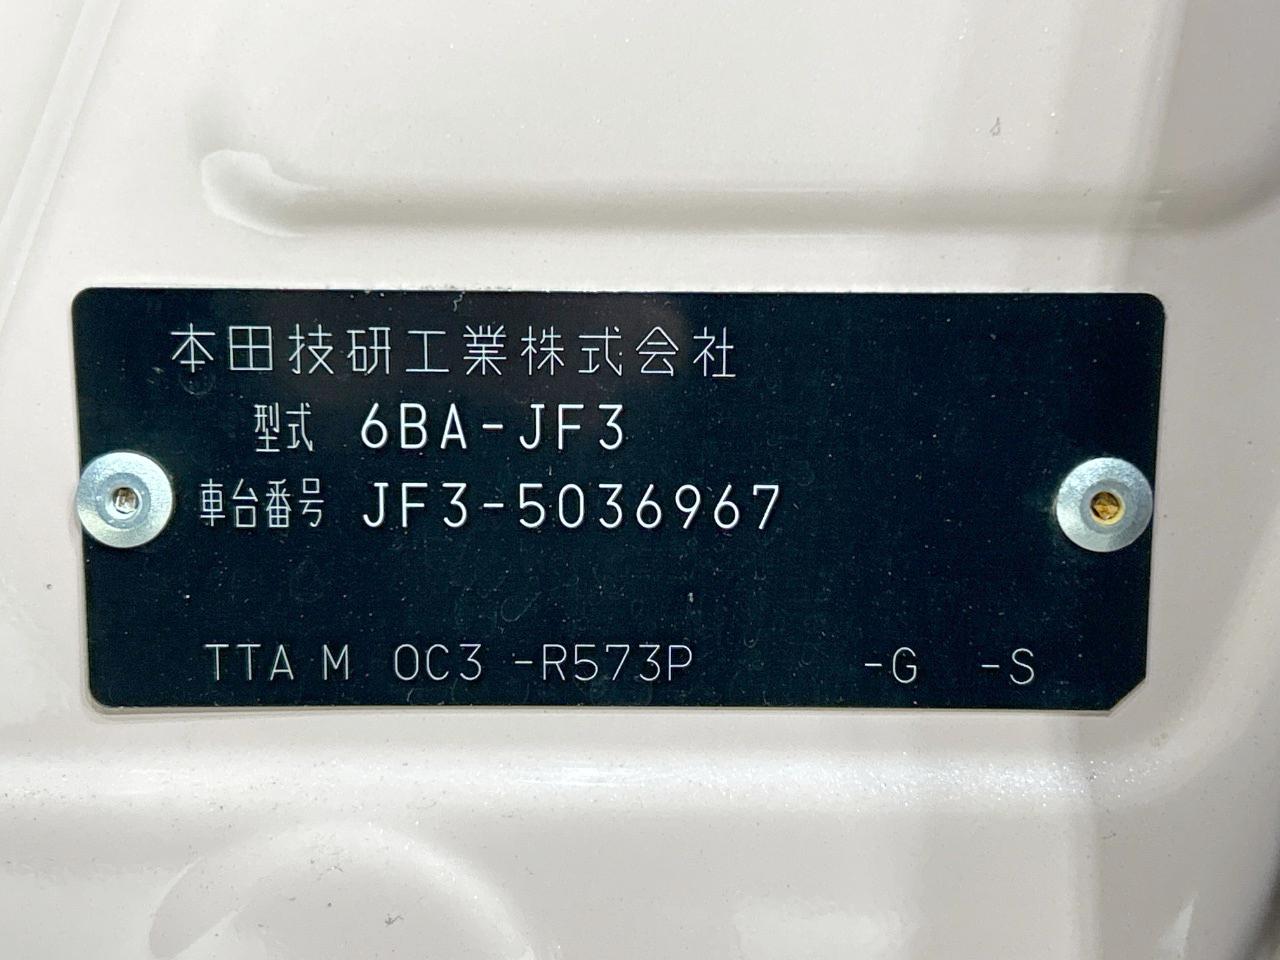 本田技研工業株式会社
型式 6BA-JF3
車台番号 JF3-5036967
TTA M OC3 -R573P -G -S